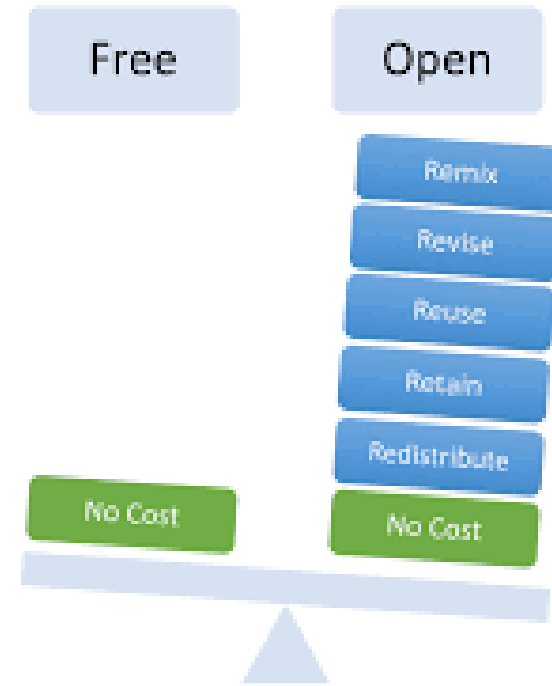 Free
Open
Remix
Revise
Reuse
Retain
Redistribute
No Cost
No Cost